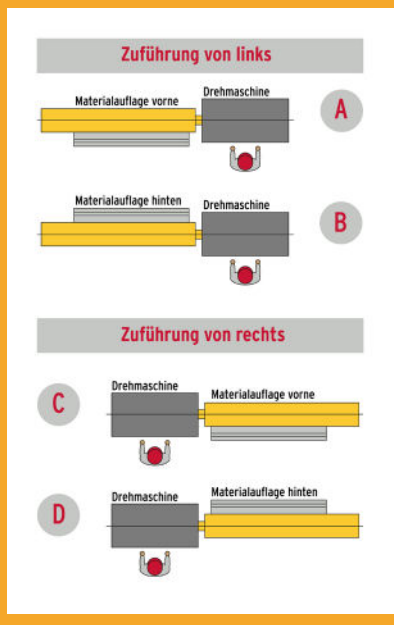 Zuführung von links
Materialauflage vorne
Drehmaschine
A
Materialauflage hinten
Drehmaschine
B
Zuführung von rechts
C
Drehmaschine
Materialauflage vorne
D
Drehmaschine
Materialauflage hinten